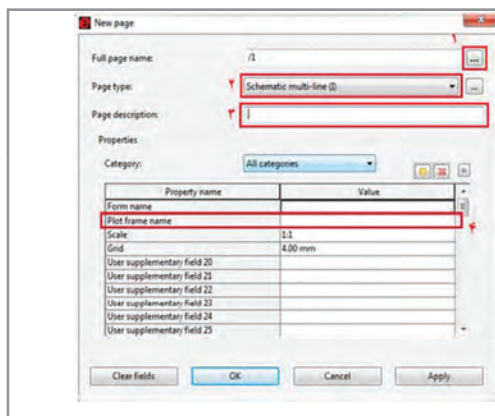 New page
۱
Full page name: /1 ...
Page type: ۲ Schematic multi-line (I) ...
Page description: ۳
Properties
Category: All categories
Property name Value
Form name
Plot frame name
۴
Scale 1:1
Grid 4.00 mm
User supplementary field 20
User supplementary field 21
User supplementary field 22
User supplementary field 23
User supplementary field 24
User supplementary field 25
Clear fields OK Cancel Apply